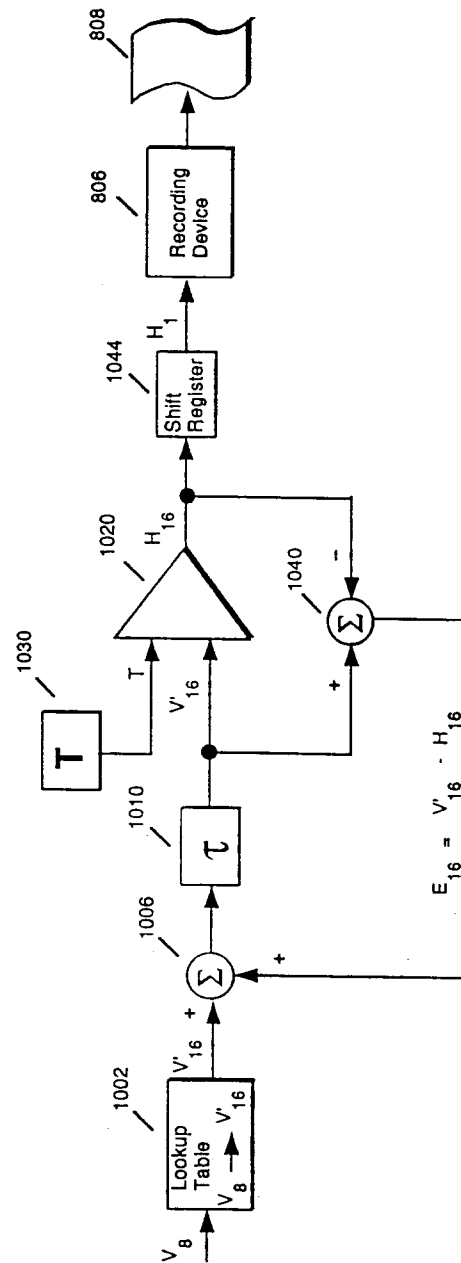 V8
1002
Lookup
Table
V8 → V'16
V'16
+
1006
Σ
+
1010
τ
1030
T
T
V'16
1020
H16
1040
Σ
+
−
E16 = V'16 - H16
1044
Shift
Register
H1
806
Recording
Device
808